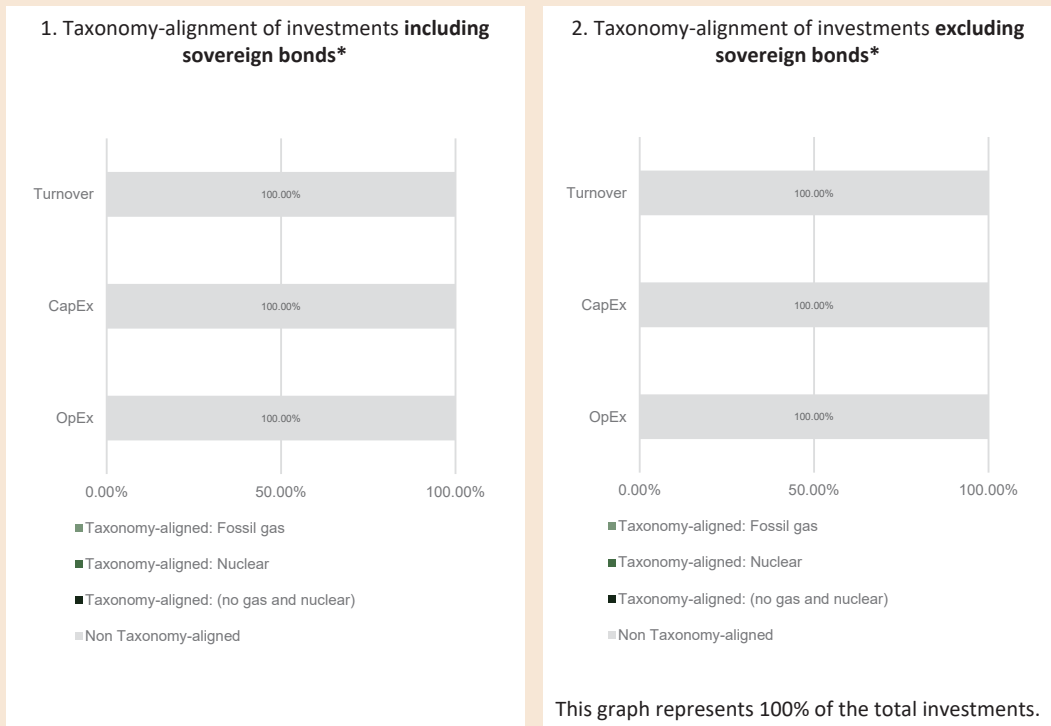 1. Taxonomy-alignment of investments including
sovereign bonds*
Turnover
100.00%
CapEx
100.00%
OpEx
100.00%
0.00% 50.00% 100.00%
Taxonomy-aligned: Fossil gas
Taxonomy-aligned: Nuclear
Taxonomy-aligned: (no gas and nuclear)
Non Taxonomy-aligned
2. Taxonomy-alignment of investments excluding
sovereign bonds*
Turnover
100.00%
CapEx
100.00%
OpEx
100.00%
0.00% 50.00% 100.00%
Taxonomy-aligned: Fossil gas
Taxonomy-aligned: Nuclear
Taxonomy-aligned: (no gas and nuclear)
Non Taxonomy-aligned
This graph represents 100% of the total investments.